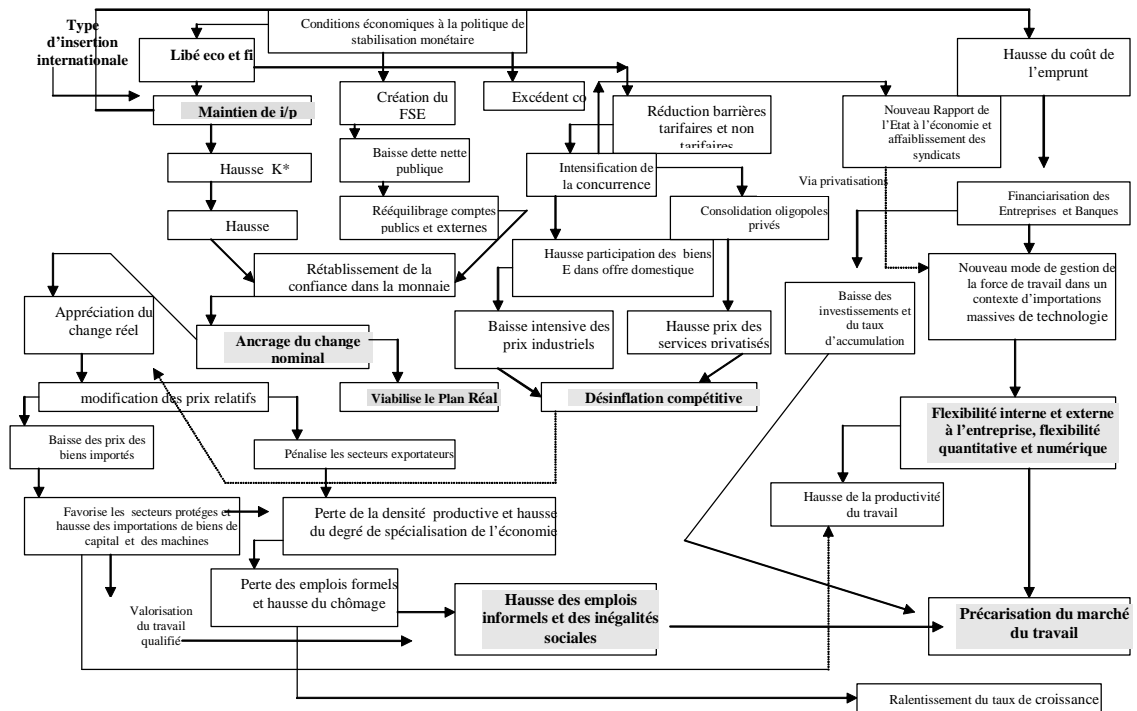 Type
d'insertion
internationale
Conditions économiques à la politique de
stabilisation monétaire
Libé eco et fi
Hausse du coût de
l'emprunt
Maintien de i/p
Création du
FSE
Excédent co
Réduction barrières
tarifaires et non
tarifaires
Nouveau Rapport de
l'Etat à l'économie et
affaiblissement des
syndicats
Hausse K*
Baisse dette nette
publique
Intensification de
la concurrence
Via privatisations
Financiarisation des
Entreprises et Banques
Hausse
Rééquilibrage comptes
publics et externes
Consolidation oligopoles
privés
Rétablissement de la
confiance dans la monnaie
Hausse participation des biens
E dans offre domestique
Nouveau mode de gestion de
la force de travail dans un
contexte d'importations
massives de technologie
Appréciation du
change réel
Ancrage du change
nominal
Baisse intensive des
prix industriels
Hausse prix des
services privatisés
Baisse des
investissements et
du taux
d'accumulation
modification des prix relatifs
Viabilise le Plan Réal
Désinflation compétitive
Flexibilité interne et externe
à l'entreprise, flexibilité
quantitative et numérique
Baisse des prix des
biens importés
Pénalise les secteurs exportateurs
Favorise les secteurs protéges et
hausse des importations de biens de
capital et des machines
Perte de la densité productive et hausse
du degré de spécialisation de l'économie
Hausse de la productivité
du travail
Perte des emplois formels
et hausse du chômage
Valorisation
du travail
qualifié
Hausse des emplois
informels et des inégalités
sociales
Précarisation du marché
du travail
Ralentissement du taux de croissance